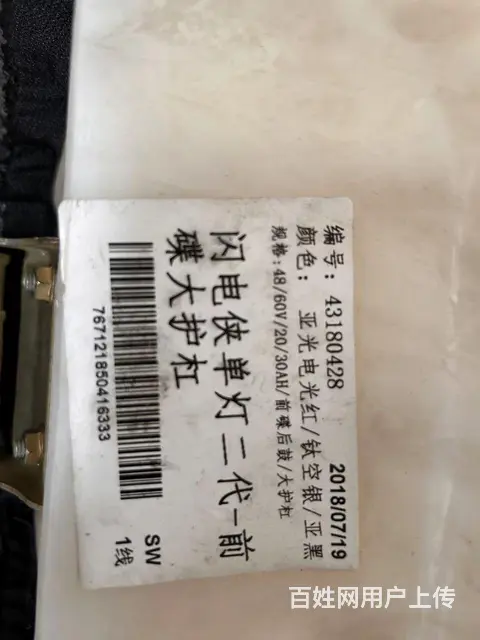 编号: 43180428 2018/07/19
颜色: 亚光电光红/钛空银/亚黑
规格:48/60V/20/30AH/前碟后鼓/大护杠
闪电侠单灯二代-前
碟大护杠
767121850416333
SW
1线
百姓网用户上传